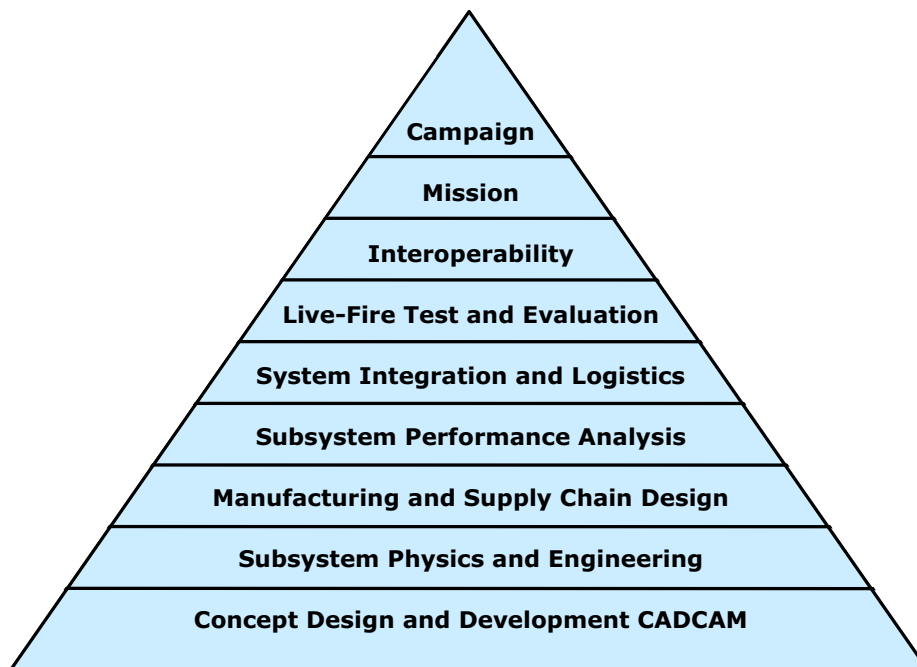 Campaign
Mission
Interoperability
Live-Fire Test and Evaluation
System Integration and Logistics
Subsystem Performance Analysis
Manufacturing and Supply Chain Design
Subsystem Physics and Engineering
Concept Design and Development CADCAM